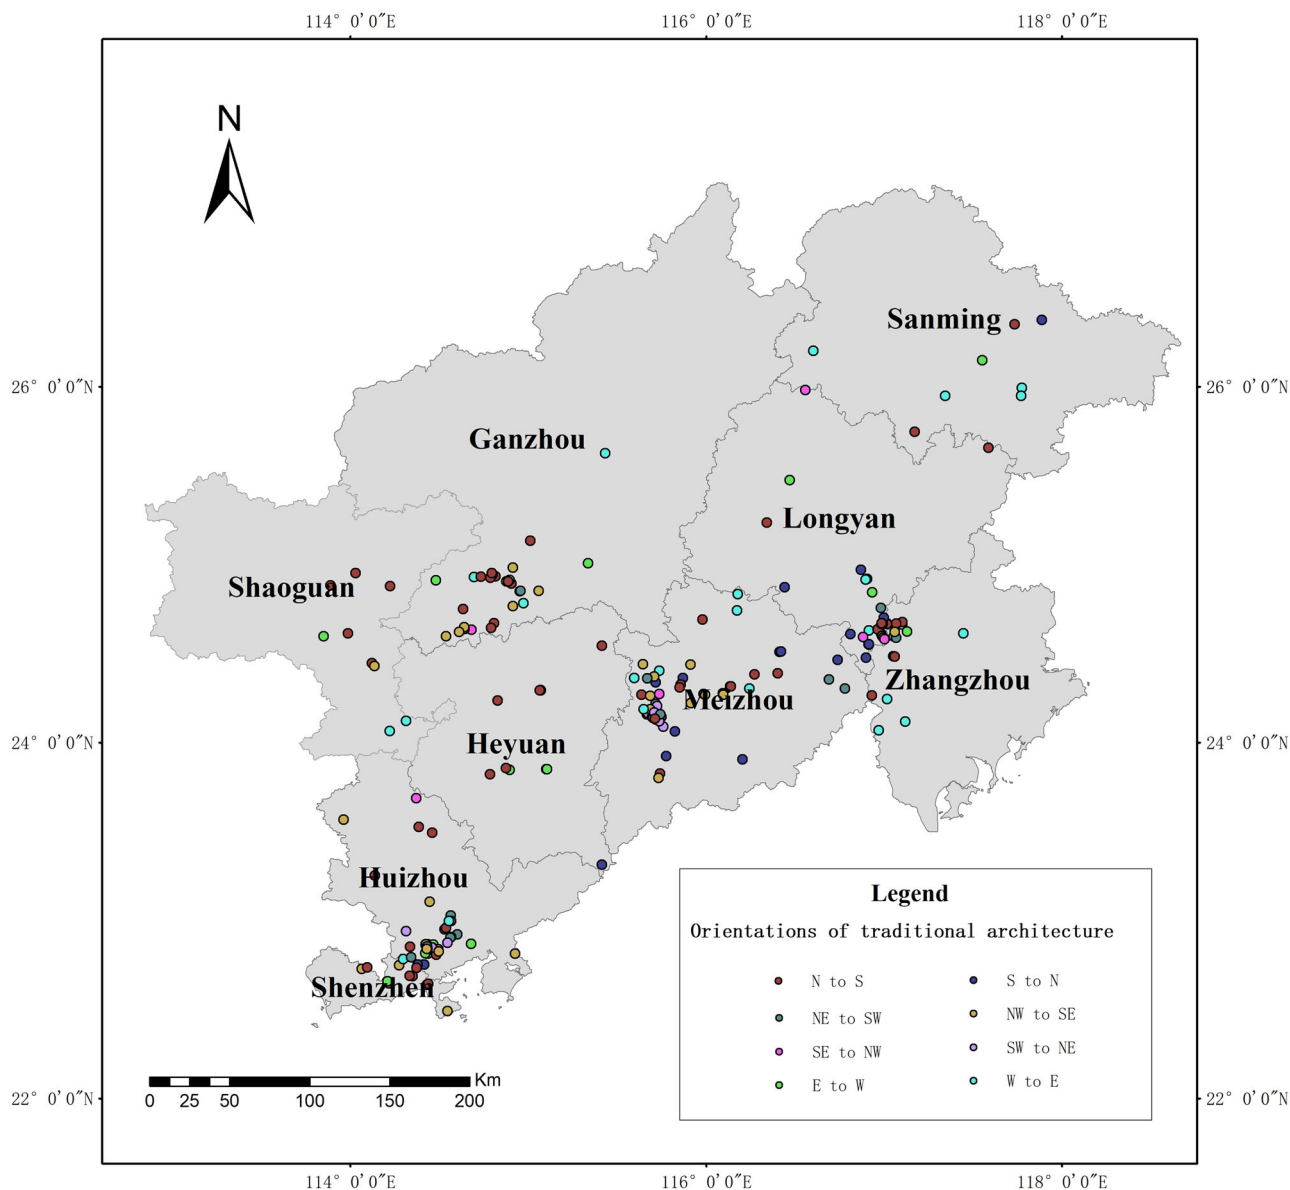 114° 0'0"E 116° 0'0"E 118° 0'0"E
N
Sanming
26° 0'0"N 26° 0'0"N
Ganzhou
Longyan
Shaoguan
Zhangzhou
Meizhou
24° 0'0"N 24° 0'0"N
Heyuan
Huizhou
Shenzhen
Legend
Orientations of traditional architecture
N to S S to N
NE to SW NW to SE
SE to NW SW to NE
E to W W to E
Km
0 25 50 100 150 200
22° 0'0"N 22° 0'0"N
114° 0'0"E 116° 0'0"E 118° 0'0"E